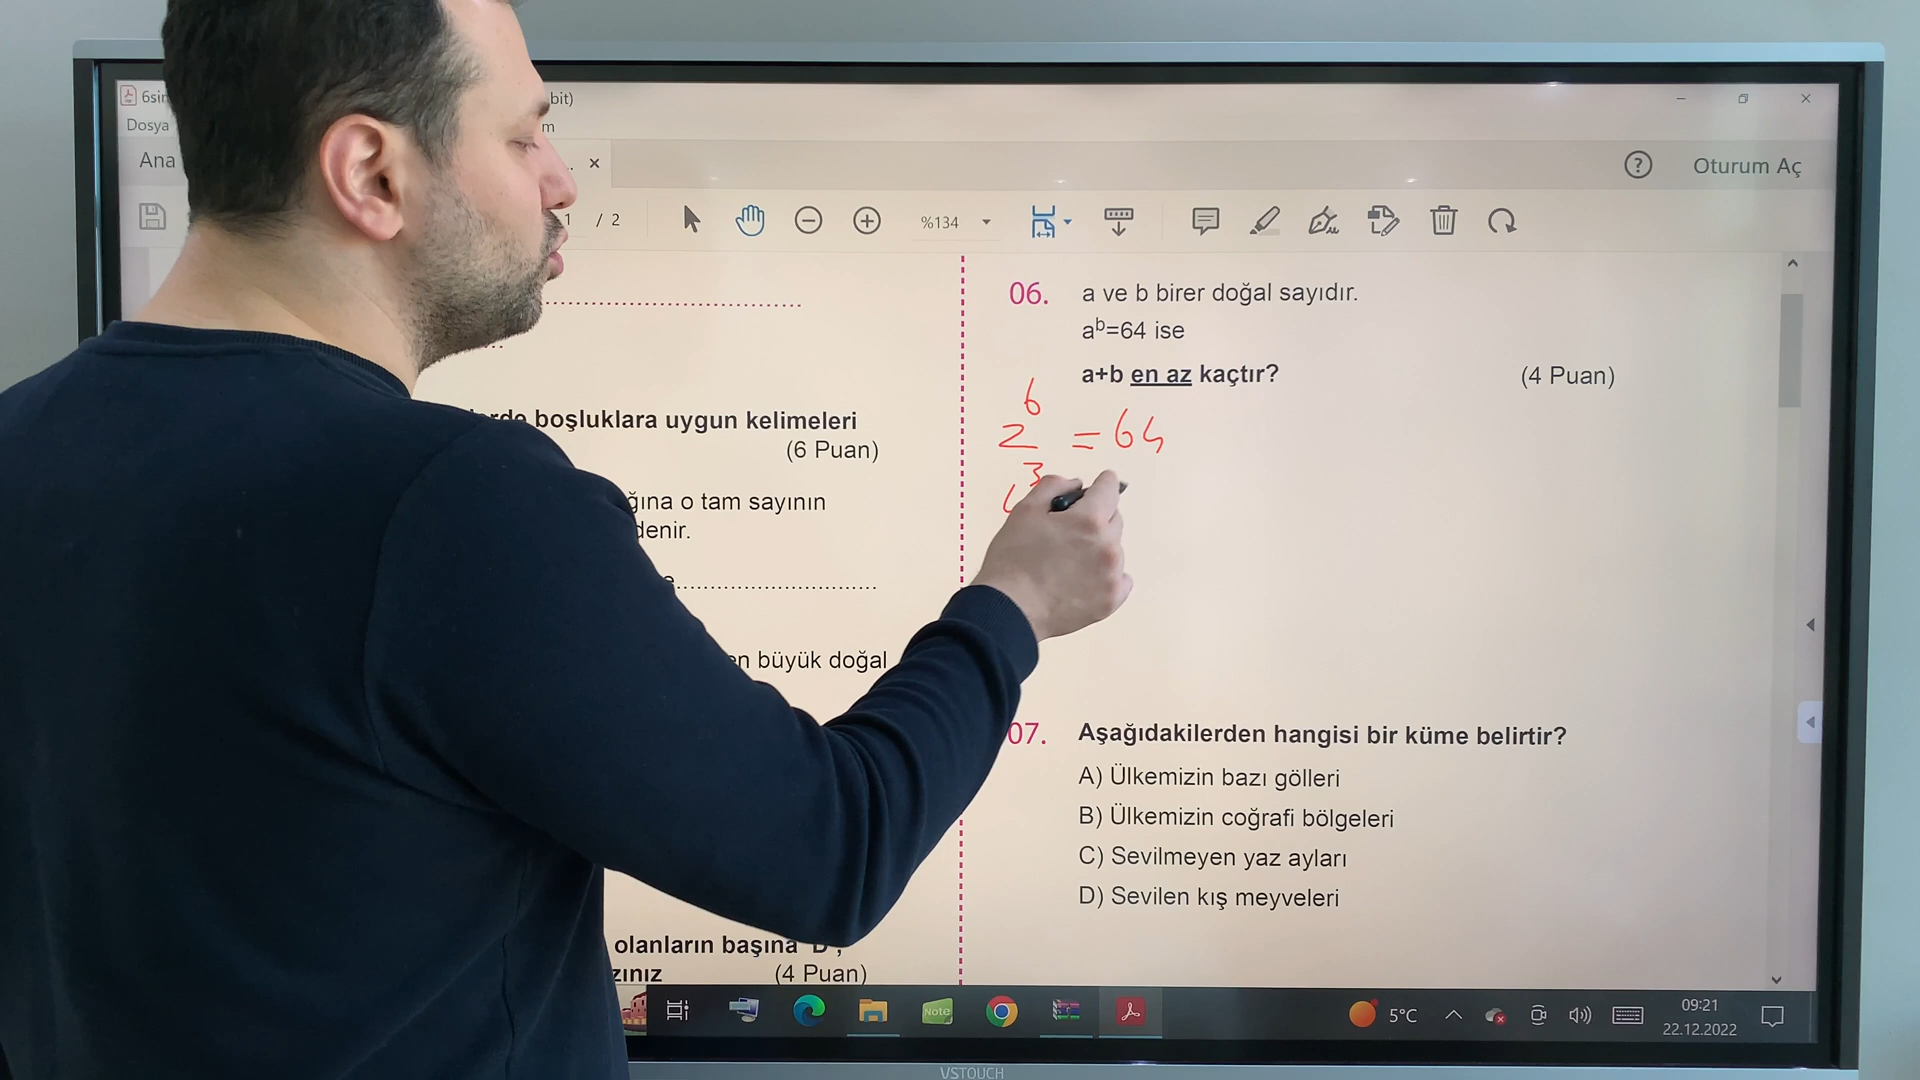 bit)
Dosya
m
Ana
Oturum Aç
1 / 2
%134
boşluklara uygun kelimeleri
(6 Puan)
ğına o tam sayının
denir.
en büyük doğal
olanların başına
zınız (4 Puan)
06. a ve b birer doğal sayıdır.
a^b=64 ise
a+b en az kaçtır? (4 Puan)
2^6 = 64
3
07. Aşağıdakilerden hangisi bir küme belirtir?
A) Ülkemizin bazı gölleri
B) Ülkemizin coğrafi bölgeleri
C) Sevilmeyen yaz ayları
D) Sevilen kış meyveleri
Note
5°C
09:21
22.12.2022
VSTOUCH